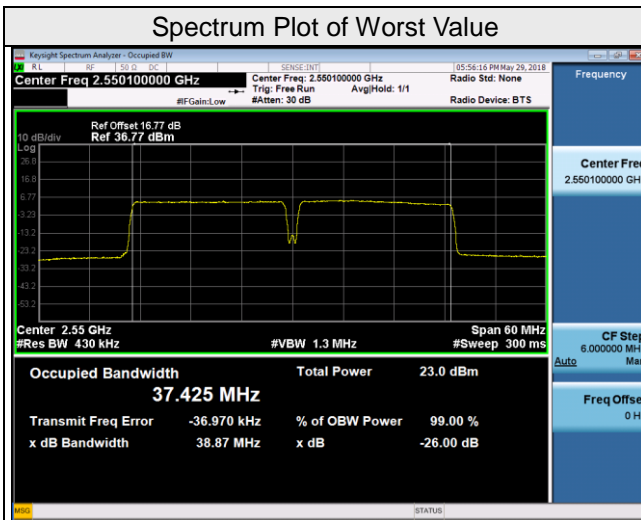 Spectrum Plot of Worst Value
Keysight Spectrum Analyzer - Occupied BW
RL RF 50 Ω DC SENSE:INT 05:56:16 PM May 29, 2018
Center Freq 2.550100000 GHz Center Freq: 2.550100000 GHz Radio Std: None Frequency
Trig: Free Run Avg|Hold: 1/1
#IFGain:Low #Atten: 30 dB Radio Device: BTS
Ref Offset 16.77 dB
10 dB/div Ref 36.77 dBm
Log
26.8
16.8
6.77
-3.23
-13.2
-23.2
-33.2
-43.2
-53.2
Center Fre
2.550100000 GH
Center 2.55 GHz Span 60 MHz
#Res BW 430 kHz #VBW 1.3 MHz #Sweep 300 ms
CF Step
6.000000 MH
Auto Ma
Occupied Bandwidth Total Power 23.0 dBm
37.425 MHz
Transmit Freq Error -36.970 kHz % of OBW Power 99.00 %
x dB Bandwidth 38.87 MHz x dB -26.00 dB
Freq Offse
0 H
MSG STATUS